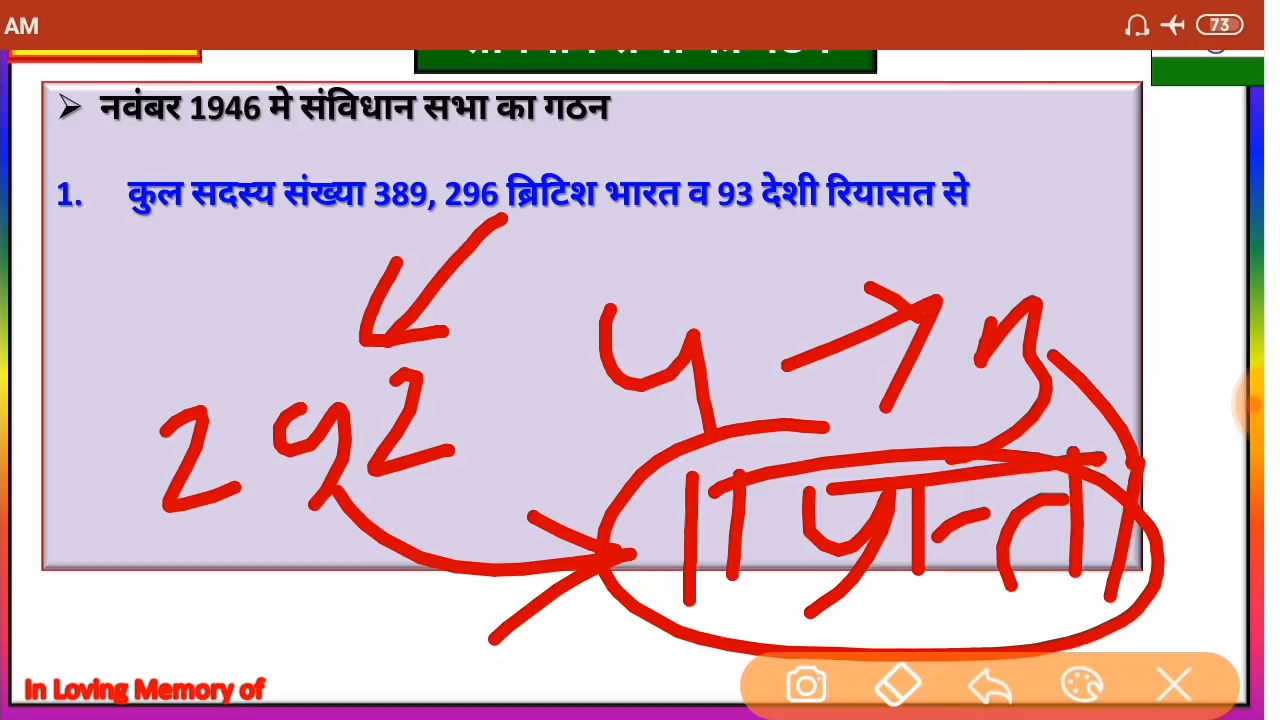 AM
73
➢ नवंबर 1946 मे संविधान सभा का गठन
1. कुल सदस्य संख्या 389, 296 ब्रिटिश भारत व 93 देशी रियासत से
292
4
11 प्रान्तो
In Loving Memory of